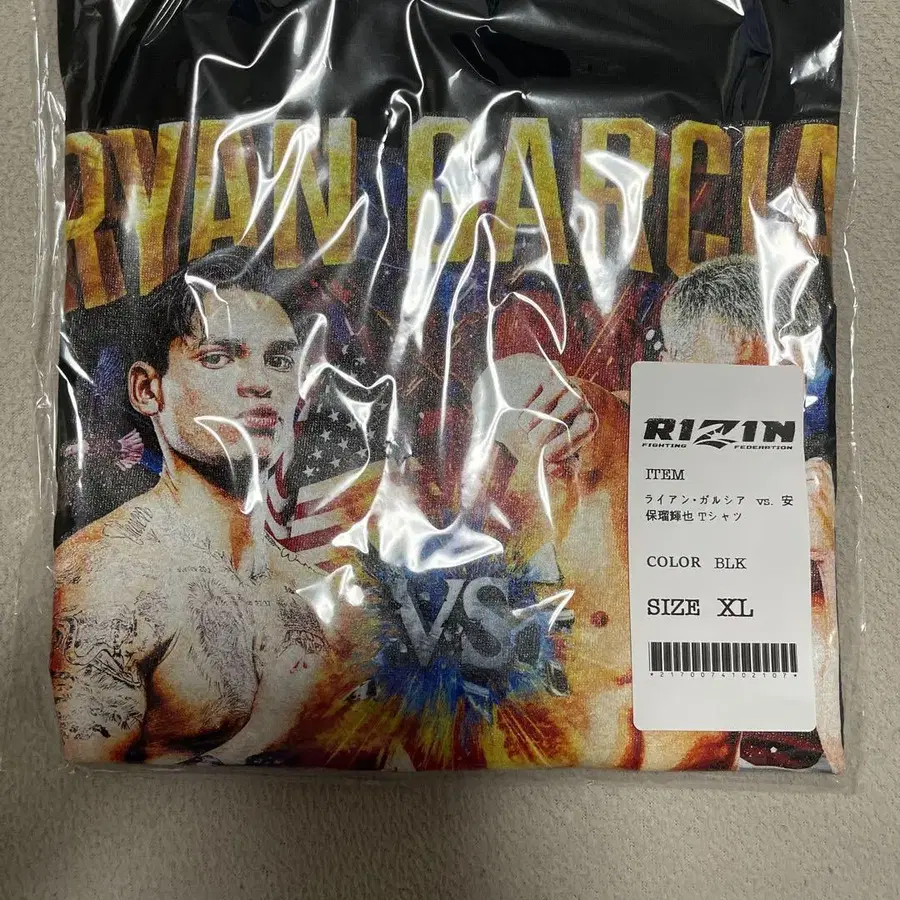 RYAN GARCIA
VS
RIZIN
FIGHTING FEDERATION
ITEM
ライアン・ガルシア vs. 安
保瑠輝也 Tシャツ
COLOR BLK
SIZE XL
*2170074102107*